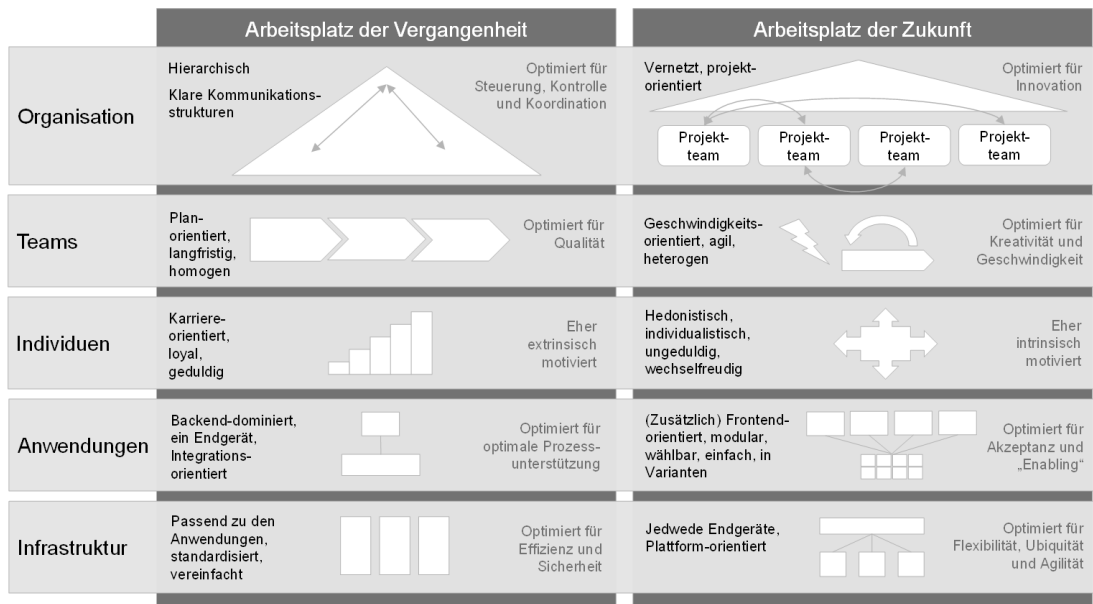 Arbeitsplatz der Vergangenheit
Arbeitsplatz der Zukunft
Organisation
Hierarchisch
Klare Kommunikations-
strukturen
Optimiert für
Steuerung, Kontrolle
und Koordination
Vernetzt, projekt-
orientiert
Optimiert für
Innovation
Projekt-
team
Projekt-
team
Projekt-
team
Projekt-
team
Teams
Plan-
orientiert,
langfristig,
homogen
Optimiert für
Qualität
Geschwindigkeits-
orientiert, agil,
heterogen
Optimiert für
Kreativität und
Geschwindigkeit
Individuen
Karriere-
orientiert,
loyal,
geduldig
Eher
extrinsisch
motiviert
Hedonistisch,
individualistisch,
ungeduldig,
wechselfreudig
Eher
intrinsisch
motiviert
Anwendungen
Backend-dominiert,
ein Endgerät,
Integrations-
orientiert
Optimiert für
optimale Prozess-
unterstützung
(Zusätzlich) Frontend-
orientiert, modular,
wählbar, einfach, in
Varianten
Optimiert für
Akzeptanz und
„Enabling“
Infrastruktur
Passend zu den
Anwendungen,
standardisiert,
vereinfacht
Optimiert für
Effizienz und
Sicherheit
Jedwede Endgeräte,
Plattform-orientiert
Optimiert für
Flexibilität, Ubiquität
und Agilität